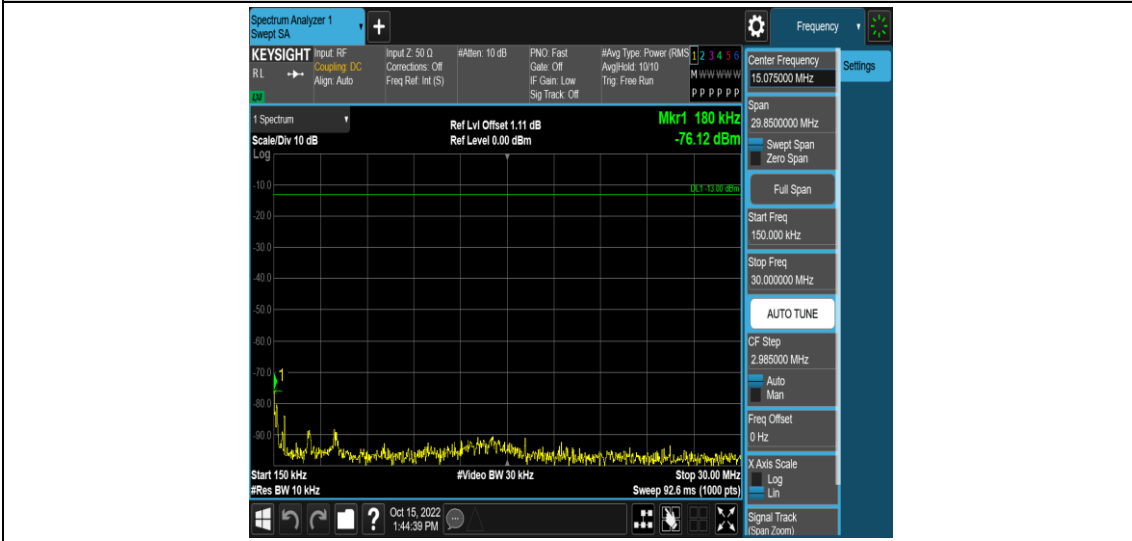 Spectrum Analyzer 1
Swept SA
+
Frequency
KEYSIGHT
RL
Input: RF
Coupling: DC
Align: Auto
Input Z: 50 Ω
Corrections: Off
Freq Ref: Int (S)
#Atten: 10 dB
PNO: Fast
Gate: Off
IF Gain: Low
Sig Track: Off
#Avg Type: Power (RMS
Avg|Hold: 10/10
Trig: Free Run
1 2 3 4 5 6
M W W W W W
P P P P P P
1 Spectrum
Scale/Div 10 dB
Log
Ref Lvl Offset 1.11 dB
Ref Level 0.00 dBm
Mkr1 180 kHz
-76.12 dBm
DL1 -13.00 dBm
-10.0
-20.0
-30.0
-40.0
-50.0
-60.0
-70.0
1
-80.0
-90.0
Start 150 kHz
#Res BW 10 kHz
#Video BW 30 kHz
Stop 30.00 MHz
Sweep 92.6 ms (1000 pts)
Center Frequency
15.075000 MHz
Settings
Span
29.8500000 MHz
Swept Span
Zero Span
Full Span
Start Freq
150.000 kHz
Stop Freq
30.000000 MHz
AUTO TUNE
CF Step
2.985000 MHz
Auto
Man
Freq Offset
0 Hz
X Axis Scale
Log
Lin
Signal Track
(Span Zoom)
?
Oct 15, 2022
1:44:39 PM